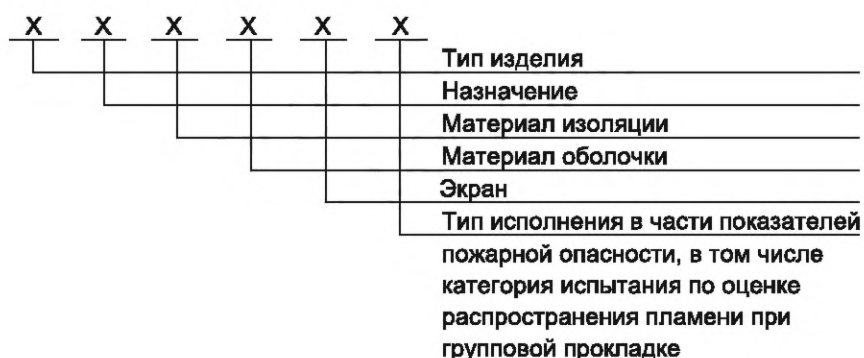 X X X X X X
Тип изделия
Назначение
Материал изоляции
Материал оболочки
Экран
Тип исполнения в части показателей
пожарной опасности, в том числе
категория испытания по оценке
распространения пламени при
групповой прокладке